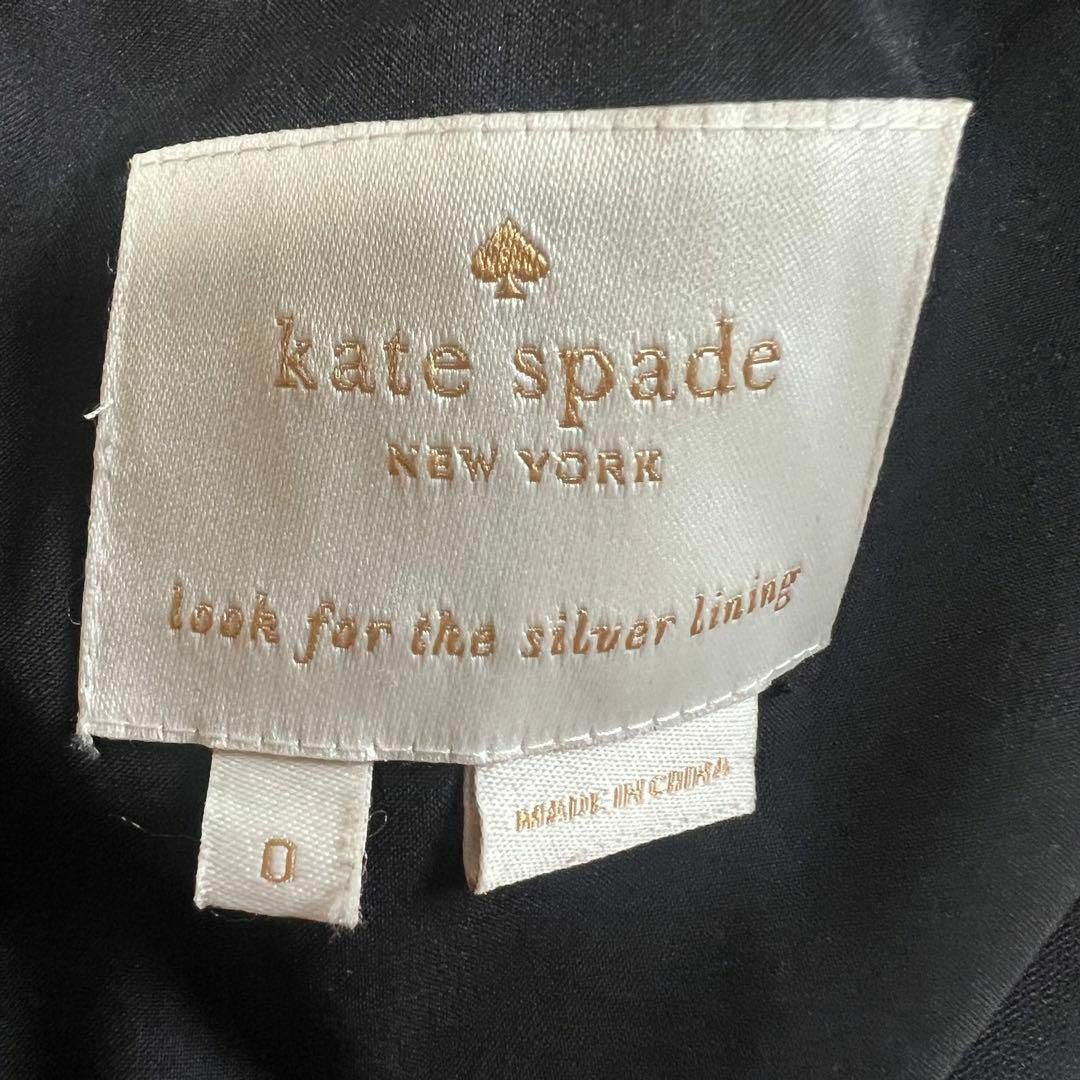 kate spade
NEW YORK
look for the silver lining
0
MADE IN CHINA